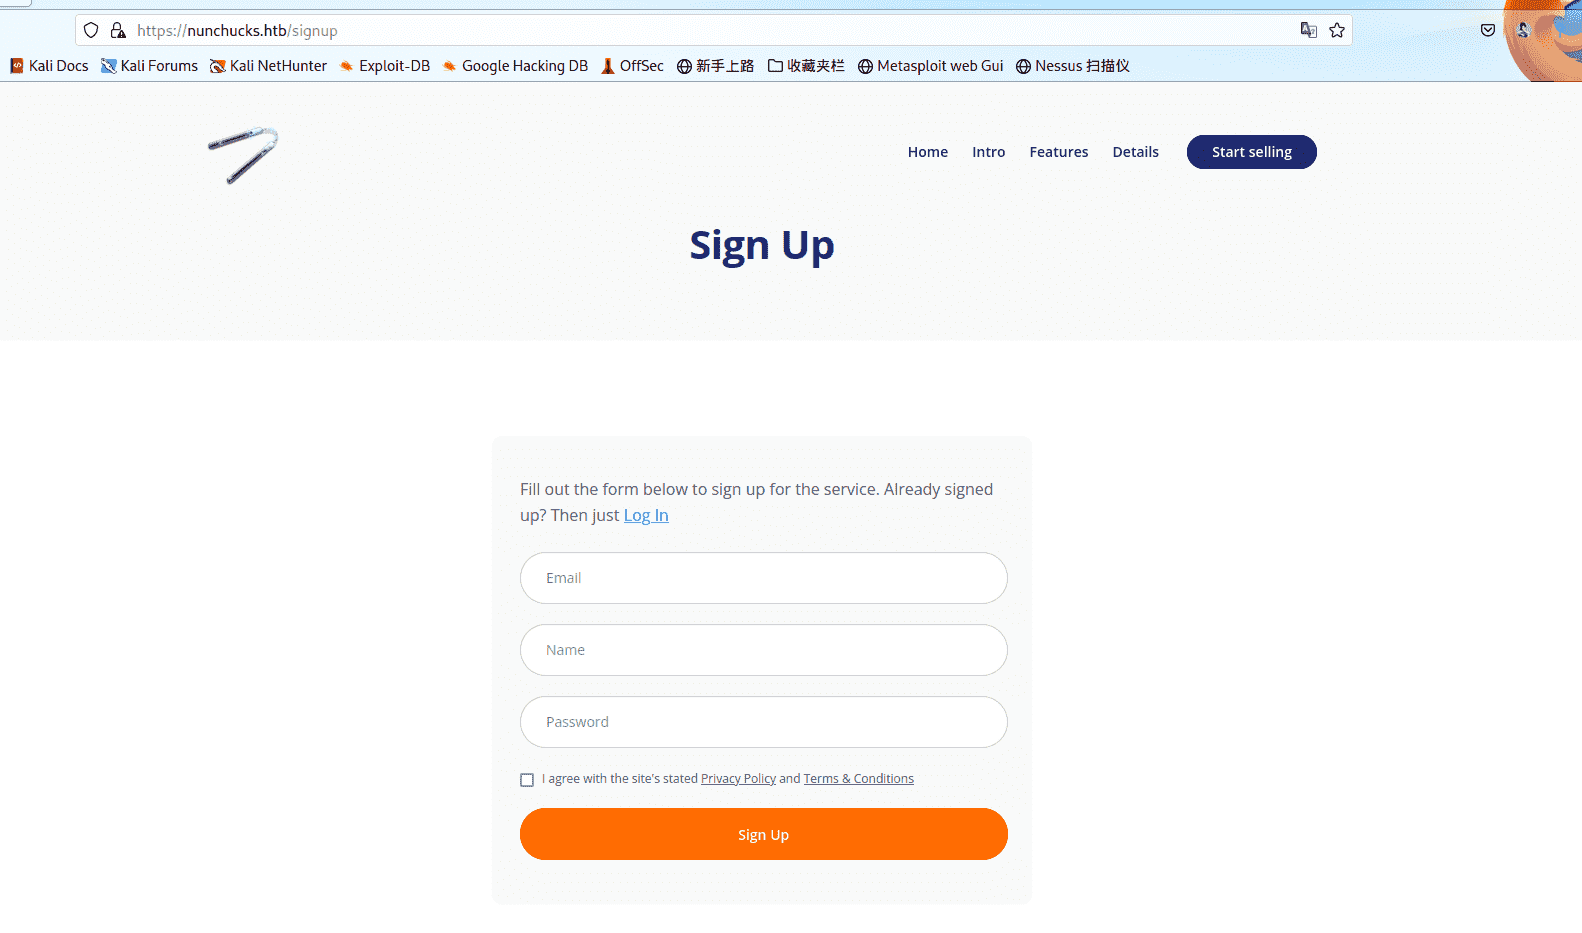 https://nunchucks.htb/signup
Kali Docs Kali Forums Kali NetHunter Exploit-DB Google Hacking DB OffSec 新手上路 收藏夹栏 Metasploit web Gui Nessus 扫描仪
Home Intro Features Details Start selling
Sign Up
Fill out the form below to sign up for the service. Already signed
up? Then just Log In
Email
Name
Password
I agree with the site's stated Privacy Policy and Terms & Conditions
Sign Up